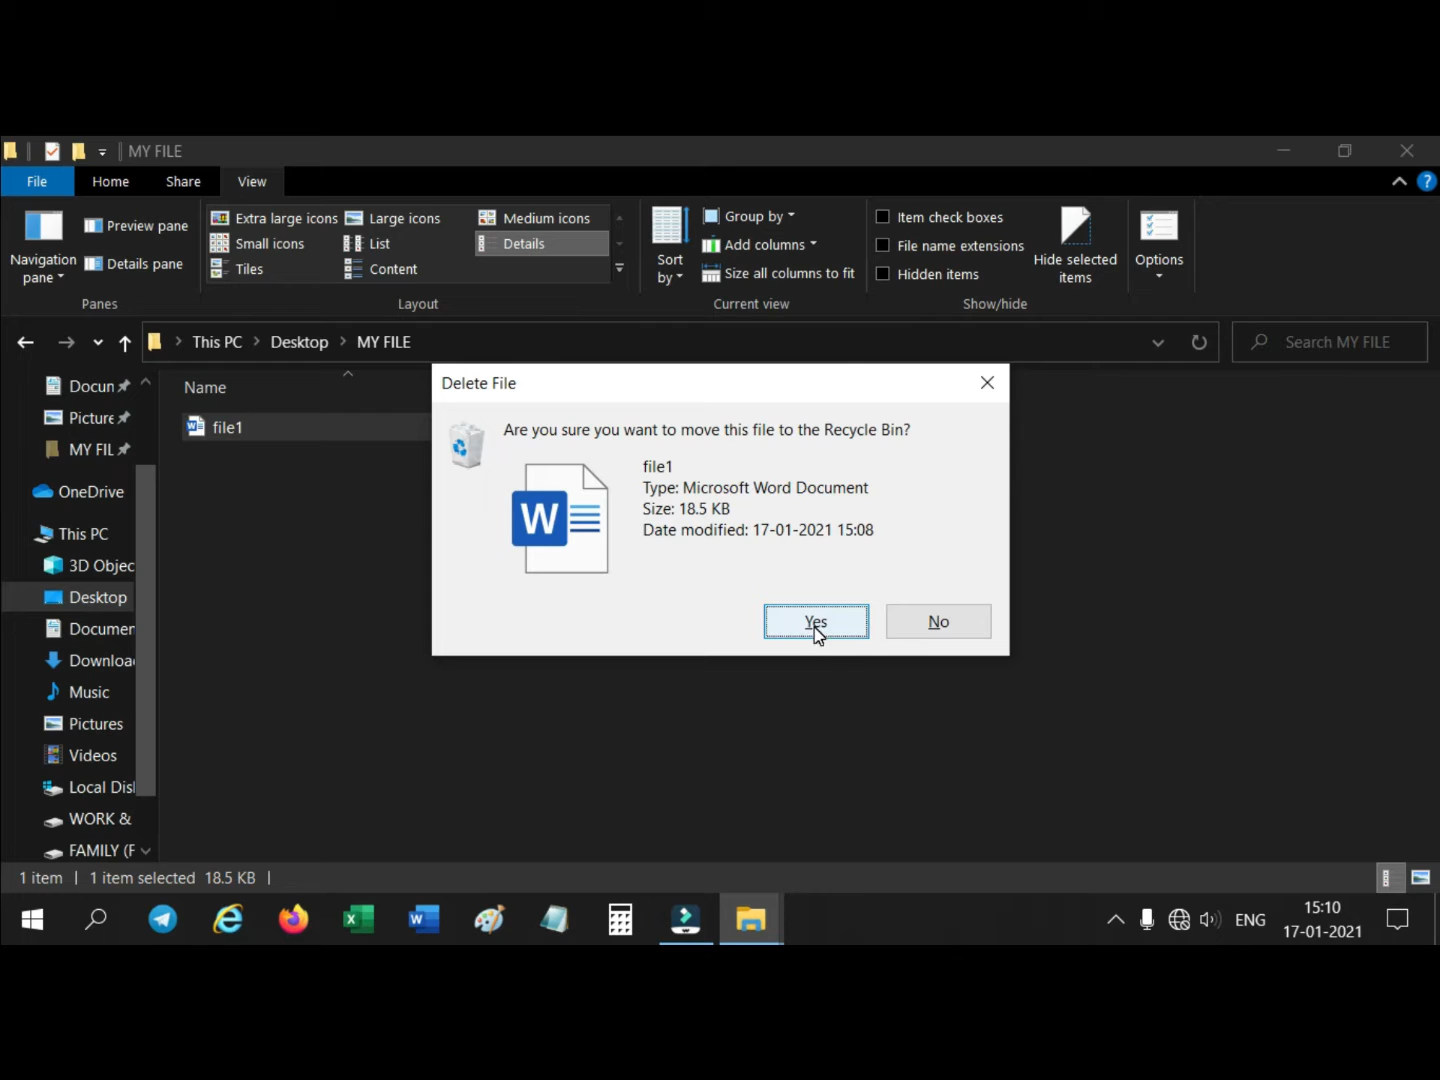 MY FILE
File Home Share View
?
Navigation pane
Preview pane
Details pane
Panes
Extra large icons Large icons Medium icons
Small icons List Details
Tiles Content
Layout
Sort by
Group by
Add columns
Size all columns to fit
Current view
Item check boxes
File name extensions
Hidden items
Hide selected items
Show/hide
Options
This PC > Desktop > MY FILE
Search MY FILE
Docun
Picture
MY FIL
OneDrive
This PC
3D Objec
Desktop
Documen
Downloa
Music
Pictures
Videos
Local Dis
WORK &
FAMILY (F
Name
file1
Delete File
Are you sure you want to move this file to the Recycle Bin?
W
file1
Type: Microsoft Word Document
Size: 18.5 KB
Date modified: 17-01-2021 15:08
Yes No
1 item | 1 item selected 18.5 KB |
ENG
15:10
17-01-2021